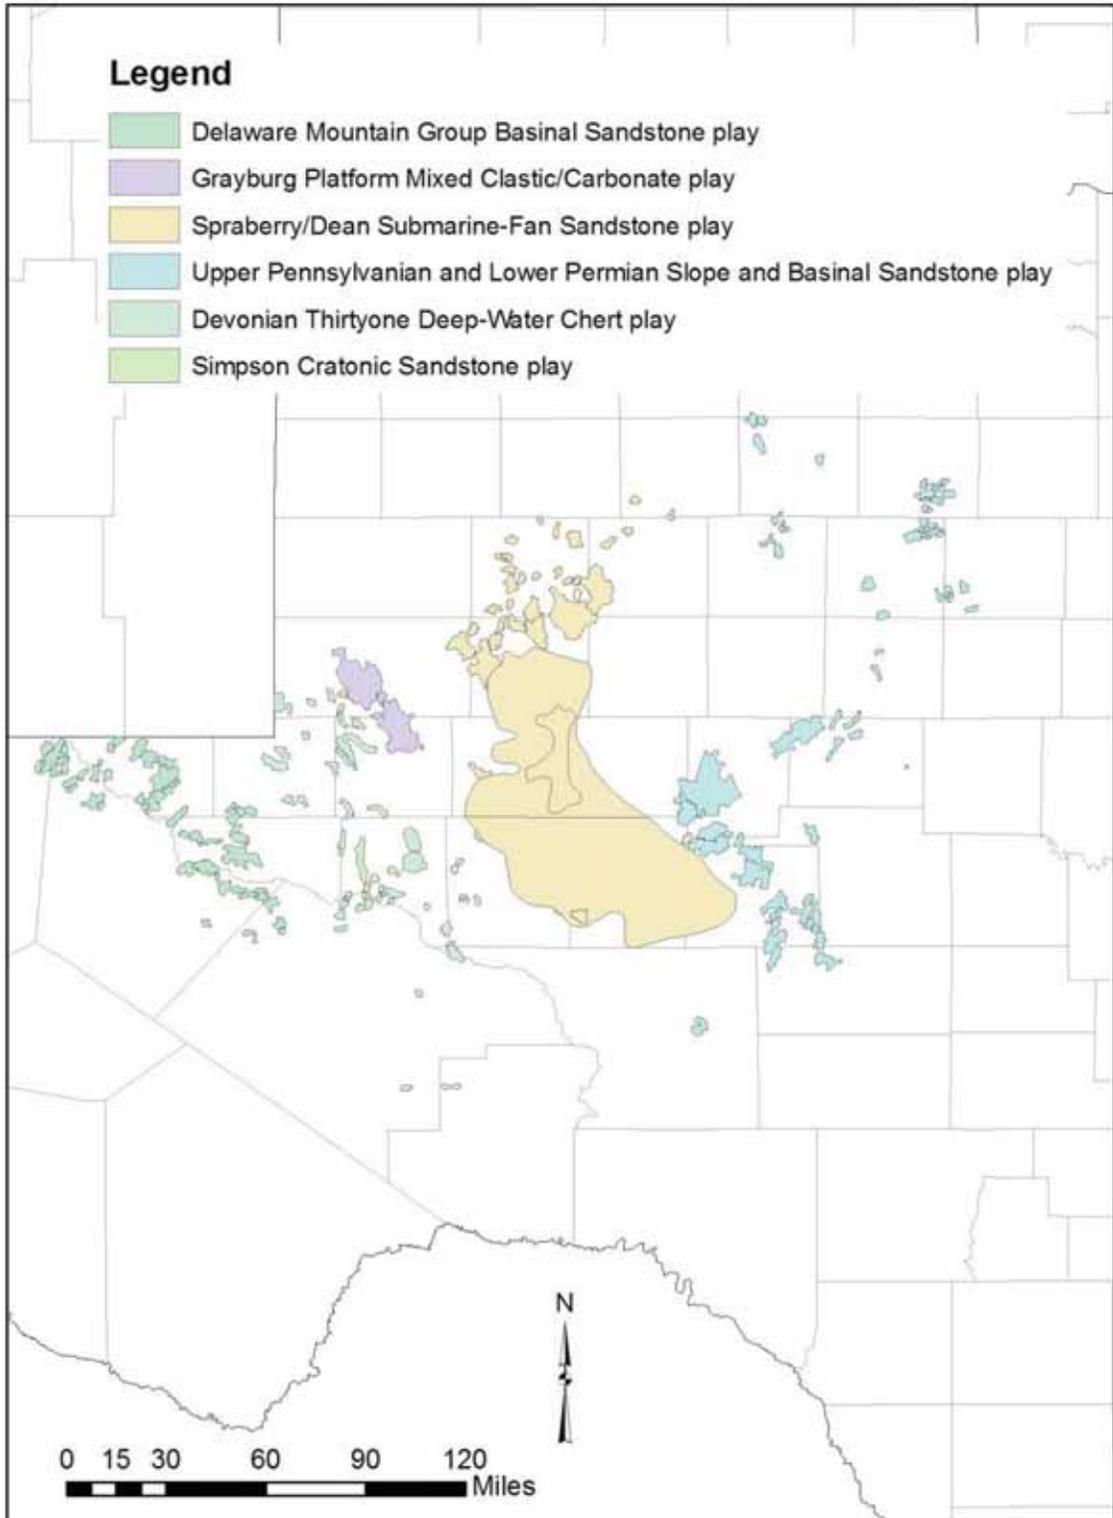 Legend
Delaware Mountain Group Basinal Sandstone play
Grayburg Platform Mixed Clastic/Carbonate play
Spraberry/Dean Submarine-Fan Sandstone play
Upper Pennsylvanian and Lower Permian Slope and Basinal Sandstone play
Devonian Thirtyone Deep-Water Chert play
Simpson Cratonic Sandstone play
N
0 15 30 60 90 120
Miles